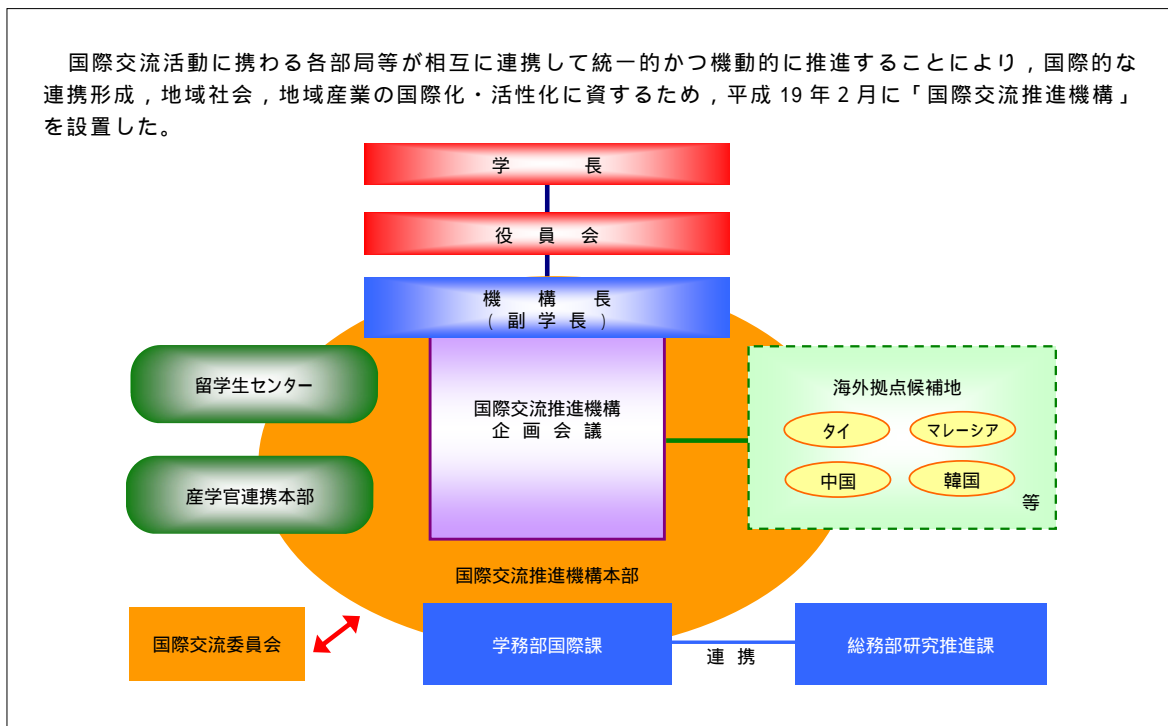 国際交流活動に携わる各部局等が相互に連携して統一的かつ機動的に推進することにより，国際的な
連携形成，地域社会，地域産業の国際化・活性化に資するため，平成 19 年 2 月に「国際交流推進機構」
を設置した。
学　　　長
役　員　会
機　構　長
(副学長)
留学生センター
国際交流推進機構
企 画 会 議
海外拠点候補地
タイ
マレーシア
中国
韓国
等
産学官連携本部
国際交流推進機構本部
国際交流委員会
学務部国際課
連 携
総務部研究推進課